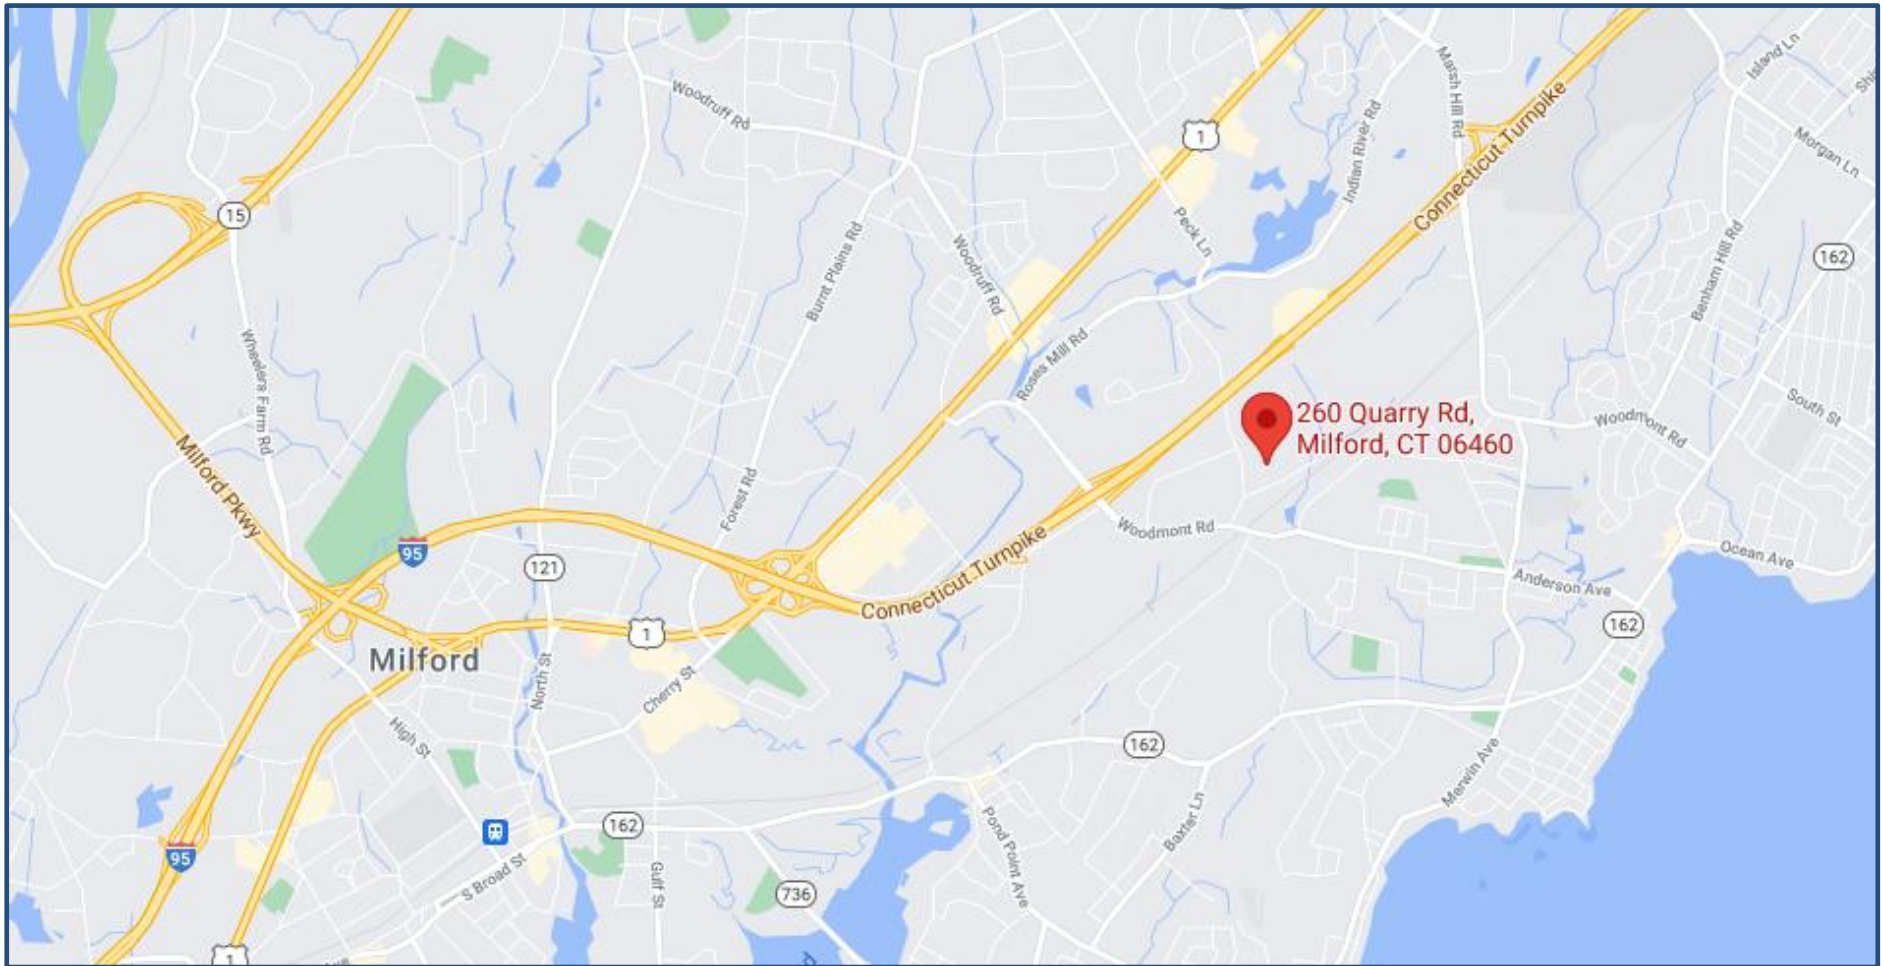 Woodruff Rd
1
Marsh Hill Rd
Island Ln
Connecticut Turnpike
Indian River Rd
Morgan Ln
15
Peck Ln
Burnt Plains Rd
Woodruff Rd
Benham Hill Rd
162
Wheelers Farm Rd
Roses Mill Rd
260 Quarry Rd,
Milford, CT 06460
South St
Woodmont Rd
Milford Pkwy
Forest Rd
95
Woodmont Rd
121
Connecticut Turnpike
Ocean Ave
Anderson Ave
162
1
Milford
North St
Cherry St
High St
162
Merwin Ave
162
Baxter Ln
Pond Point Ave
95
S Broad St
Gulf St
736
1